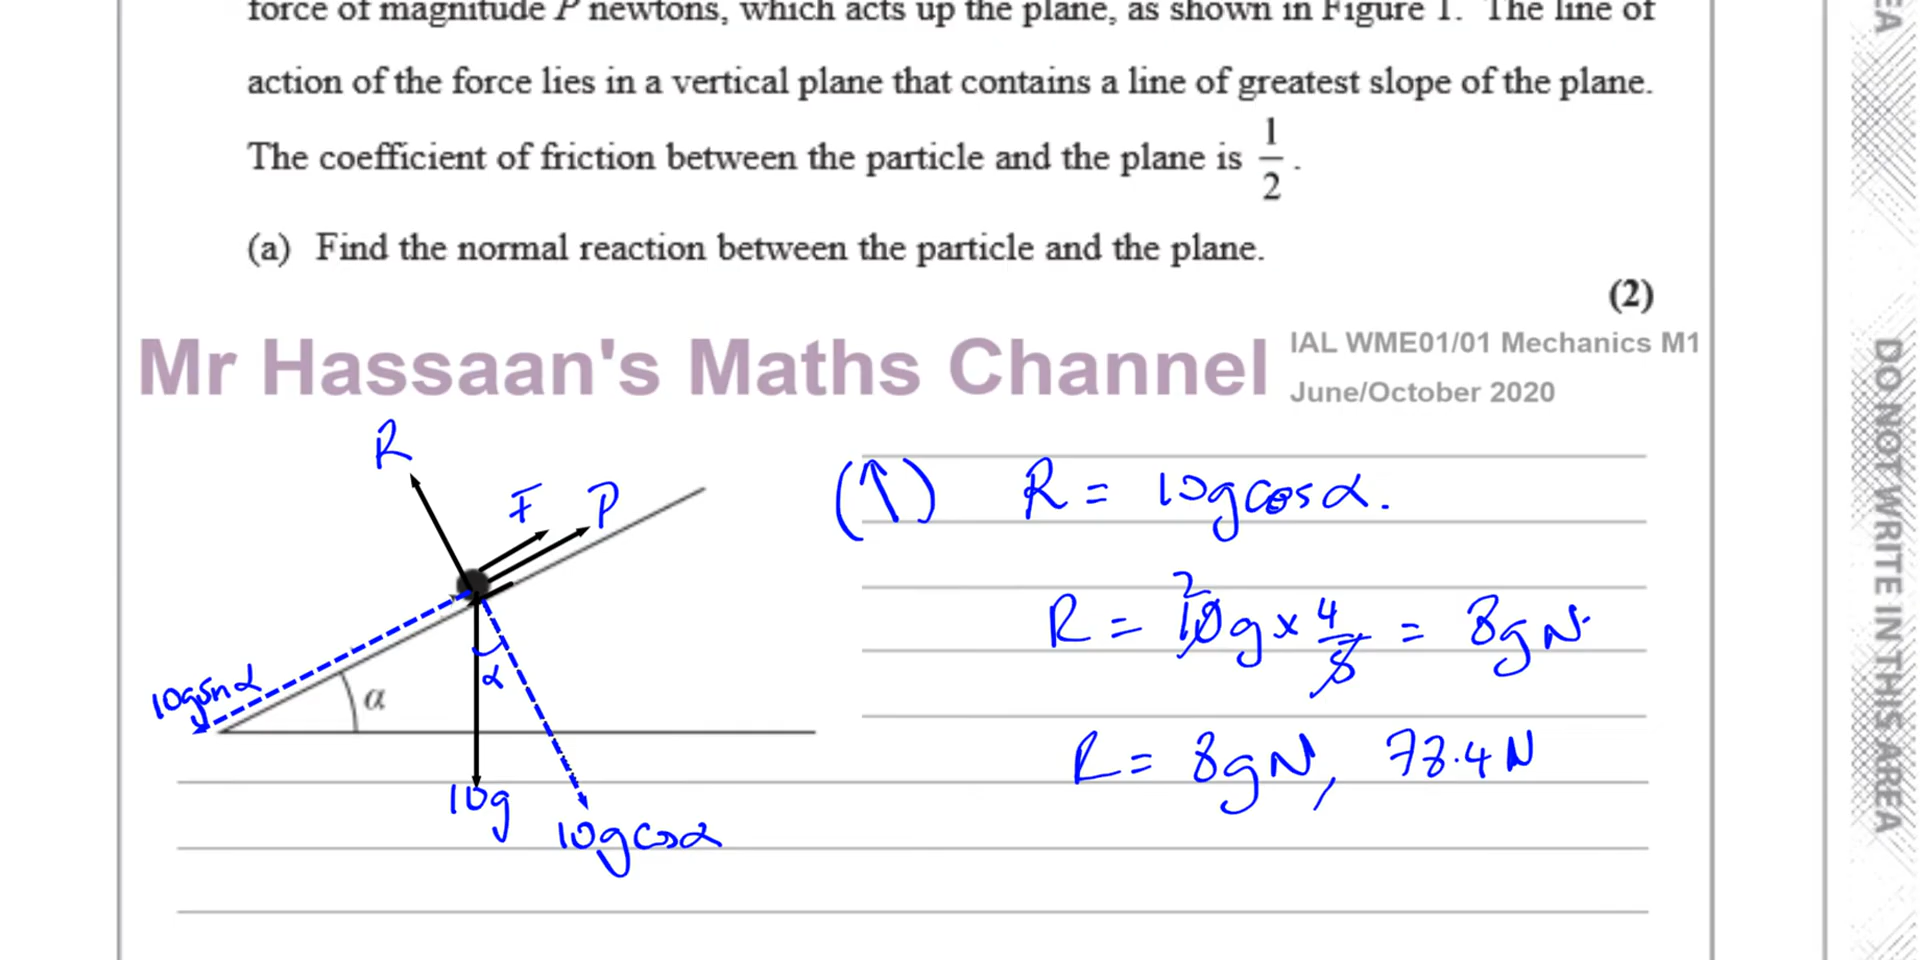 force of magnitude P newtons, which acts up the plane, as shown in Figure 1. The line of
action of the force lies in a vertical plane that contains a line of greatest slope of the plane.
The coefficient of friction between the particle and the plane is 1/2.
(a) Find the normal reaction between the particle and the plane.
(2)
Mr Hassaan's Maths Channel
IAL WME01/01 Mechanics M1
June/October 2020
R
F
P
10gsinα
α
α
10g
10gcosα
(↑) R = 10gcosα.
R = 10g × 4/5 = 8gN.
2
R = 8gN, 78.4N
EA
DO NOT WRITE IN THIS AREA